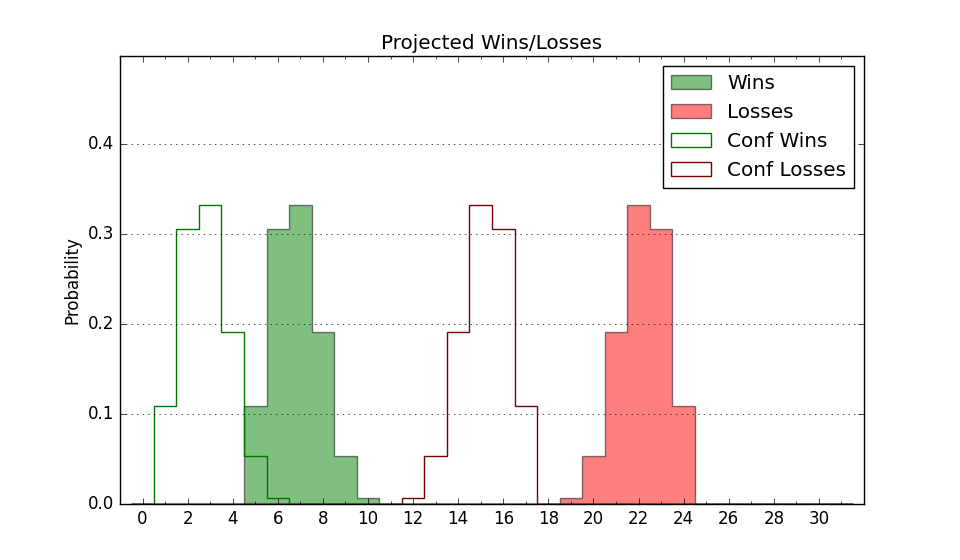 Projected Wins/Losses
Wins
Losses
Conf Wins
Conf Losses
Probability
0.4
0.3
0.2
0.1
0.0
0 2 4 6 8 10 12 14 16 18 20 22 24 26 28 30